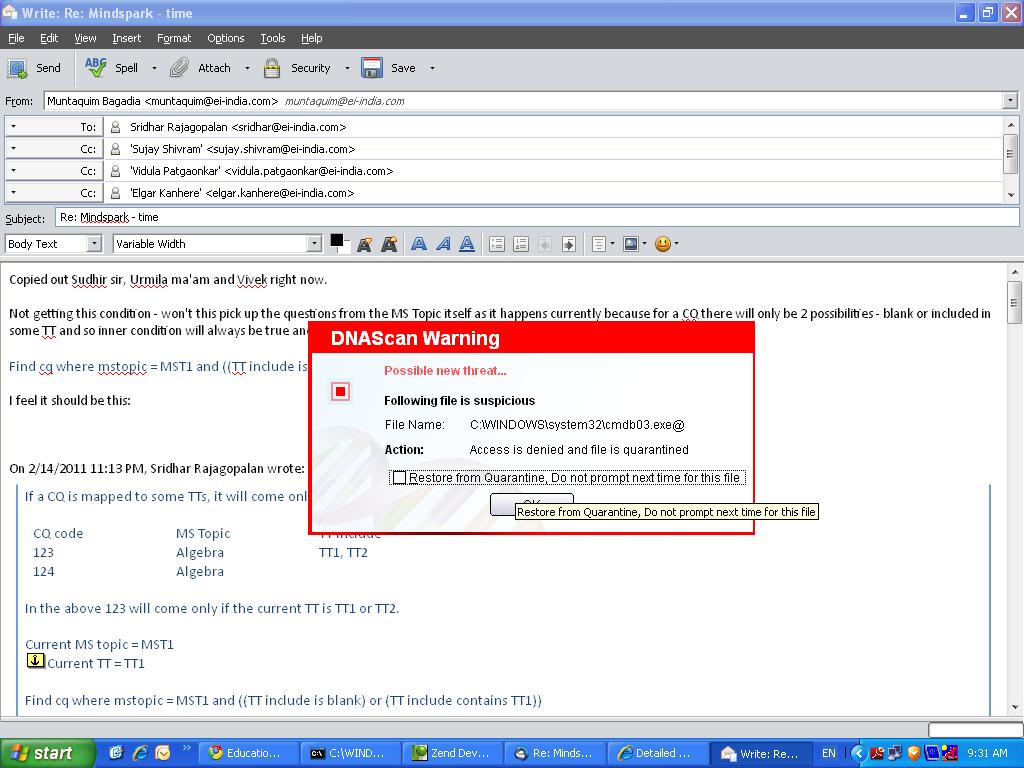 Write: Re: Mindspark - time
File Edit View Insert Format Options Tools Help
Send ABC Spell Attach Security Save
From: Muntaquim Bagadia <muntaquim@ei-india.com> muntaquim@ei-india.com
To: Sridhar Rajagopalan <sridhar@ei-india.com>
Cc: 'Sujay Shivram' <sujay.shivram@ei-india.com>
Cc: 'Vidula Patgaonkar' <vidula.patgaonkar@ei-india.com>
Cc: 'Elgar Kanhere' <elgar.kanhere@ei-india.com>
Subject: Re: Mindspark - time
Body Text Variable Width
Copied out Sudhir sir, Urmila ma'am and Vivek right now.
Not getting this condition - won't this pick up the questions from the MS Topic itself as it happens currently because for a CQ there will only be 2 possibilities - blank or included in
some TT and so inner condition will always be true an
Find cq where mstopic = MST1 and ((TT include is
I feel it should be this:
On 2/14/2011 11:13 PM, Sridhar Rajagopalan wrote:
If a CQ is mapped to some TTs, it will come onl
CQ code MS Topic TT include
123 Algebra TT1, TT2
124 Algebra
In the above 123 will come only if the current TT is TT1 or TT2.
Current MS topic = MST1
Current TT = TT1
Find cq where mstopic = MST1 and ((TT include is blank) or (TT include contains TT1))
DNAScan Warning
Possible new threat...
Following file is suspicious
File Name: C:\WINDOWS\system32\cmdb03.exe@
Action: Access is denied and file is quarantined
Restore from Quarantine, Do not prompt next time for this file
OK
Restore from Quarantine, Do not prompt next time for this file
start Educatio... C:\WIND... Zend Dev... Re: Minds... Detailed ... Write: Re... EN 9:31 AM